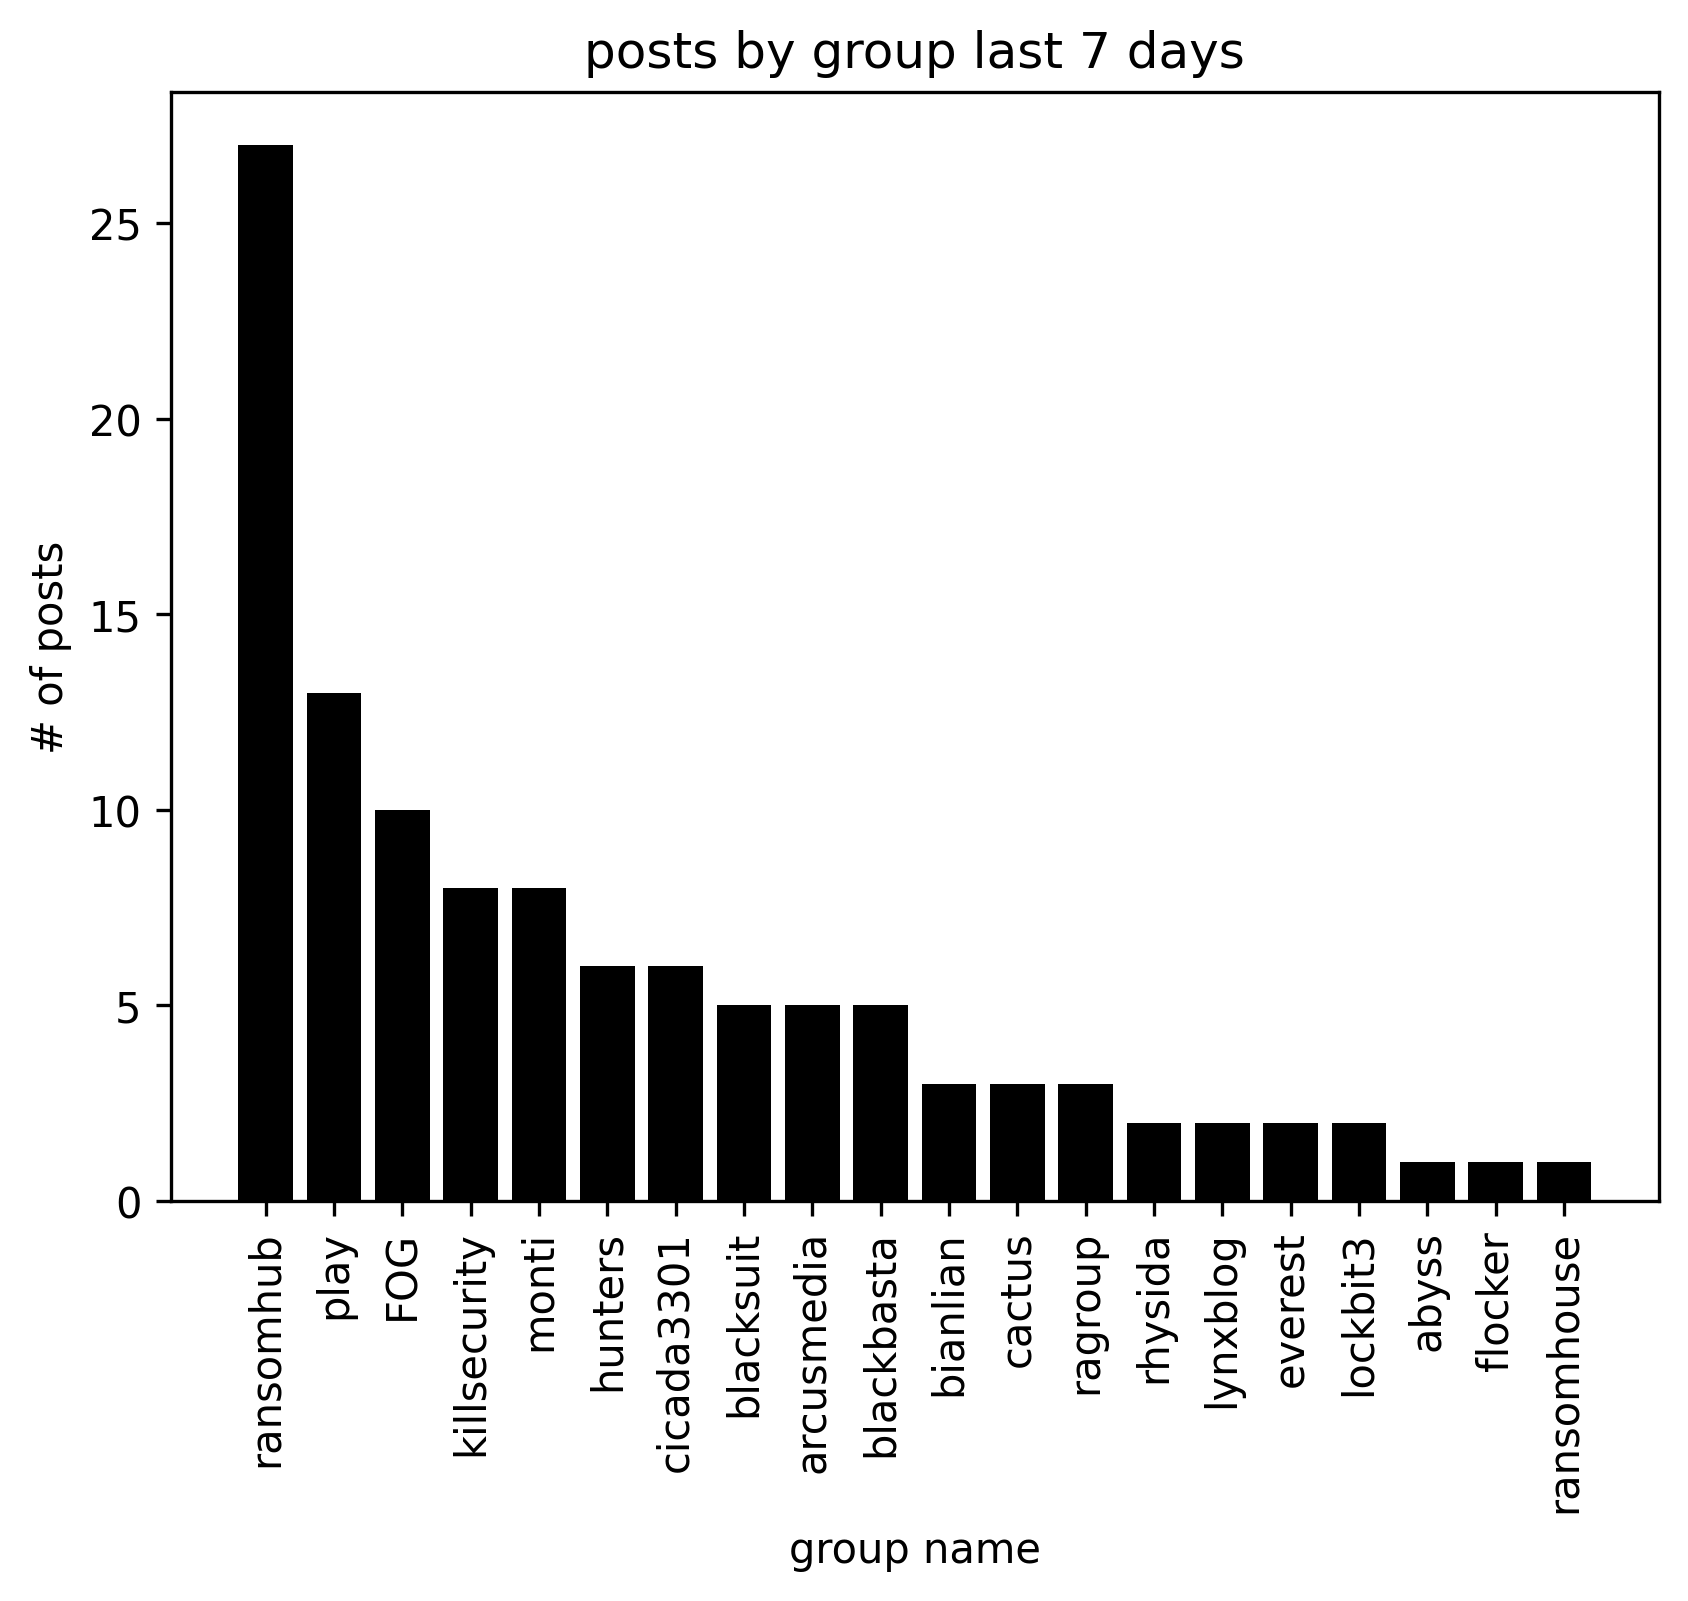 posts by group last 7 days
# of posts
25
20
15
10
5
0
ransomhub
play
FOG
killsecurity
monti
hunters
cicada3301
blacksuit
arcusmedia
blackbasta
bianlian
cactus
ragroup
rhysida
lynxblog
everest
lockbit3
abyss
flocker
ransomhouse
group name